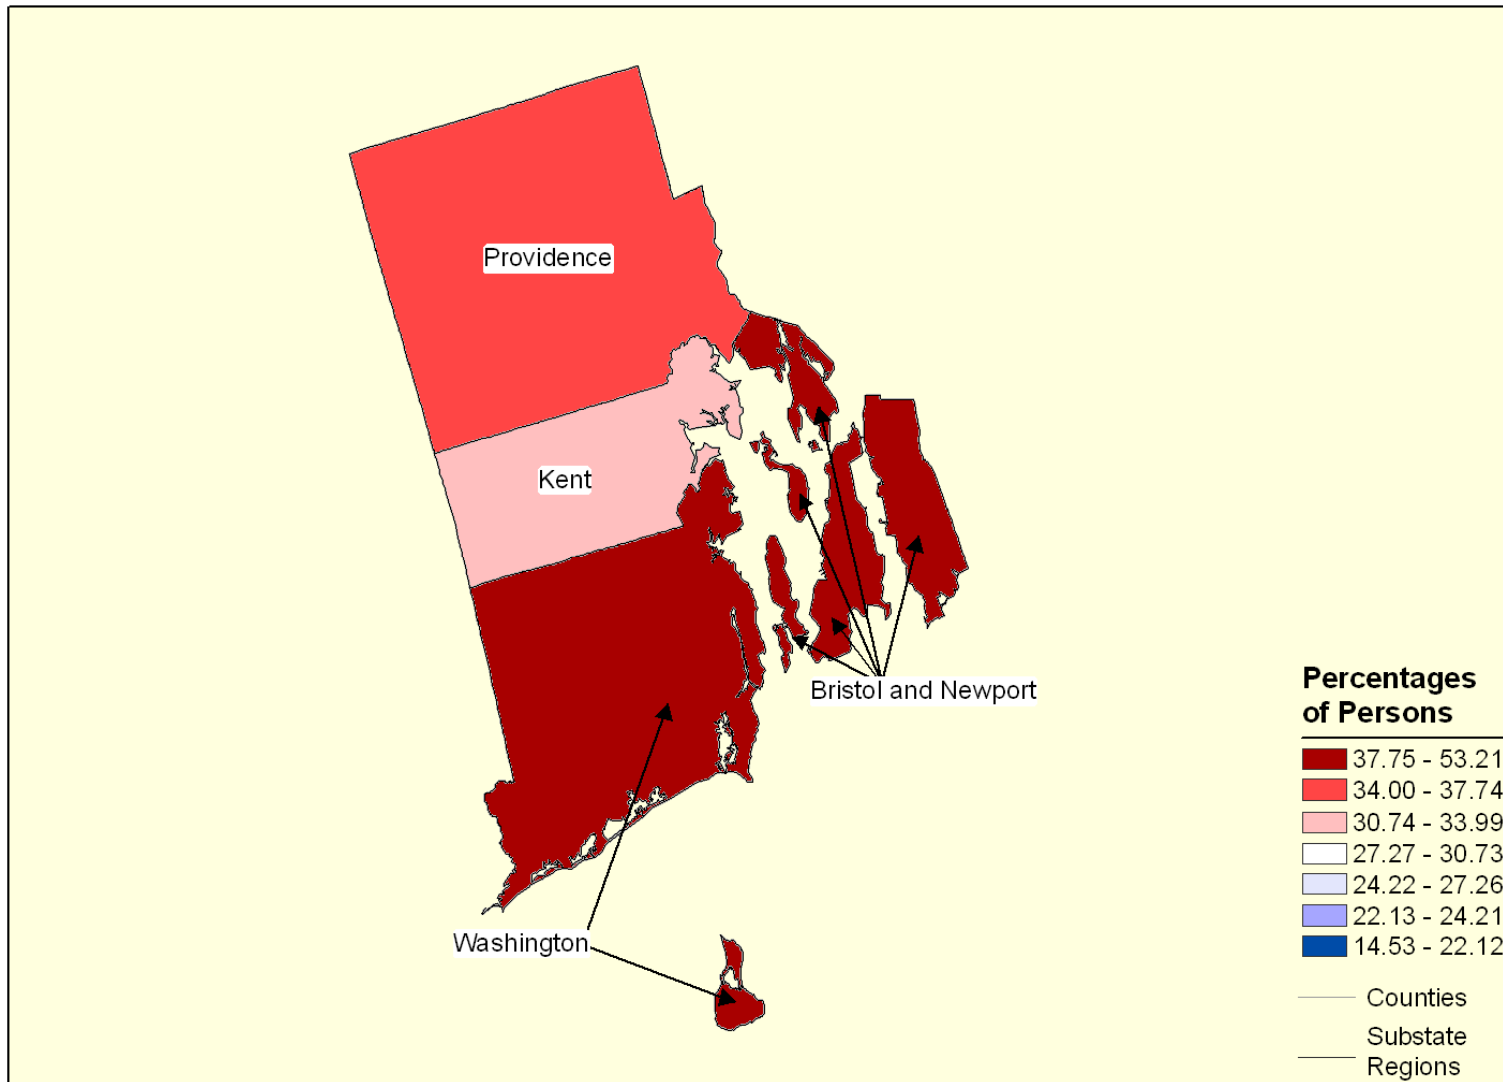 Providence
Kent
Bristol and Newport
Washington
Percentages
of Persons
37.75 - 53.21
34.00 - 37.74
30.74 - 33.99
27.27 - 30.73
24.22 - 27.26
22.13 - 24.21
14.53 - 22.12
Counties
Substate
Regions